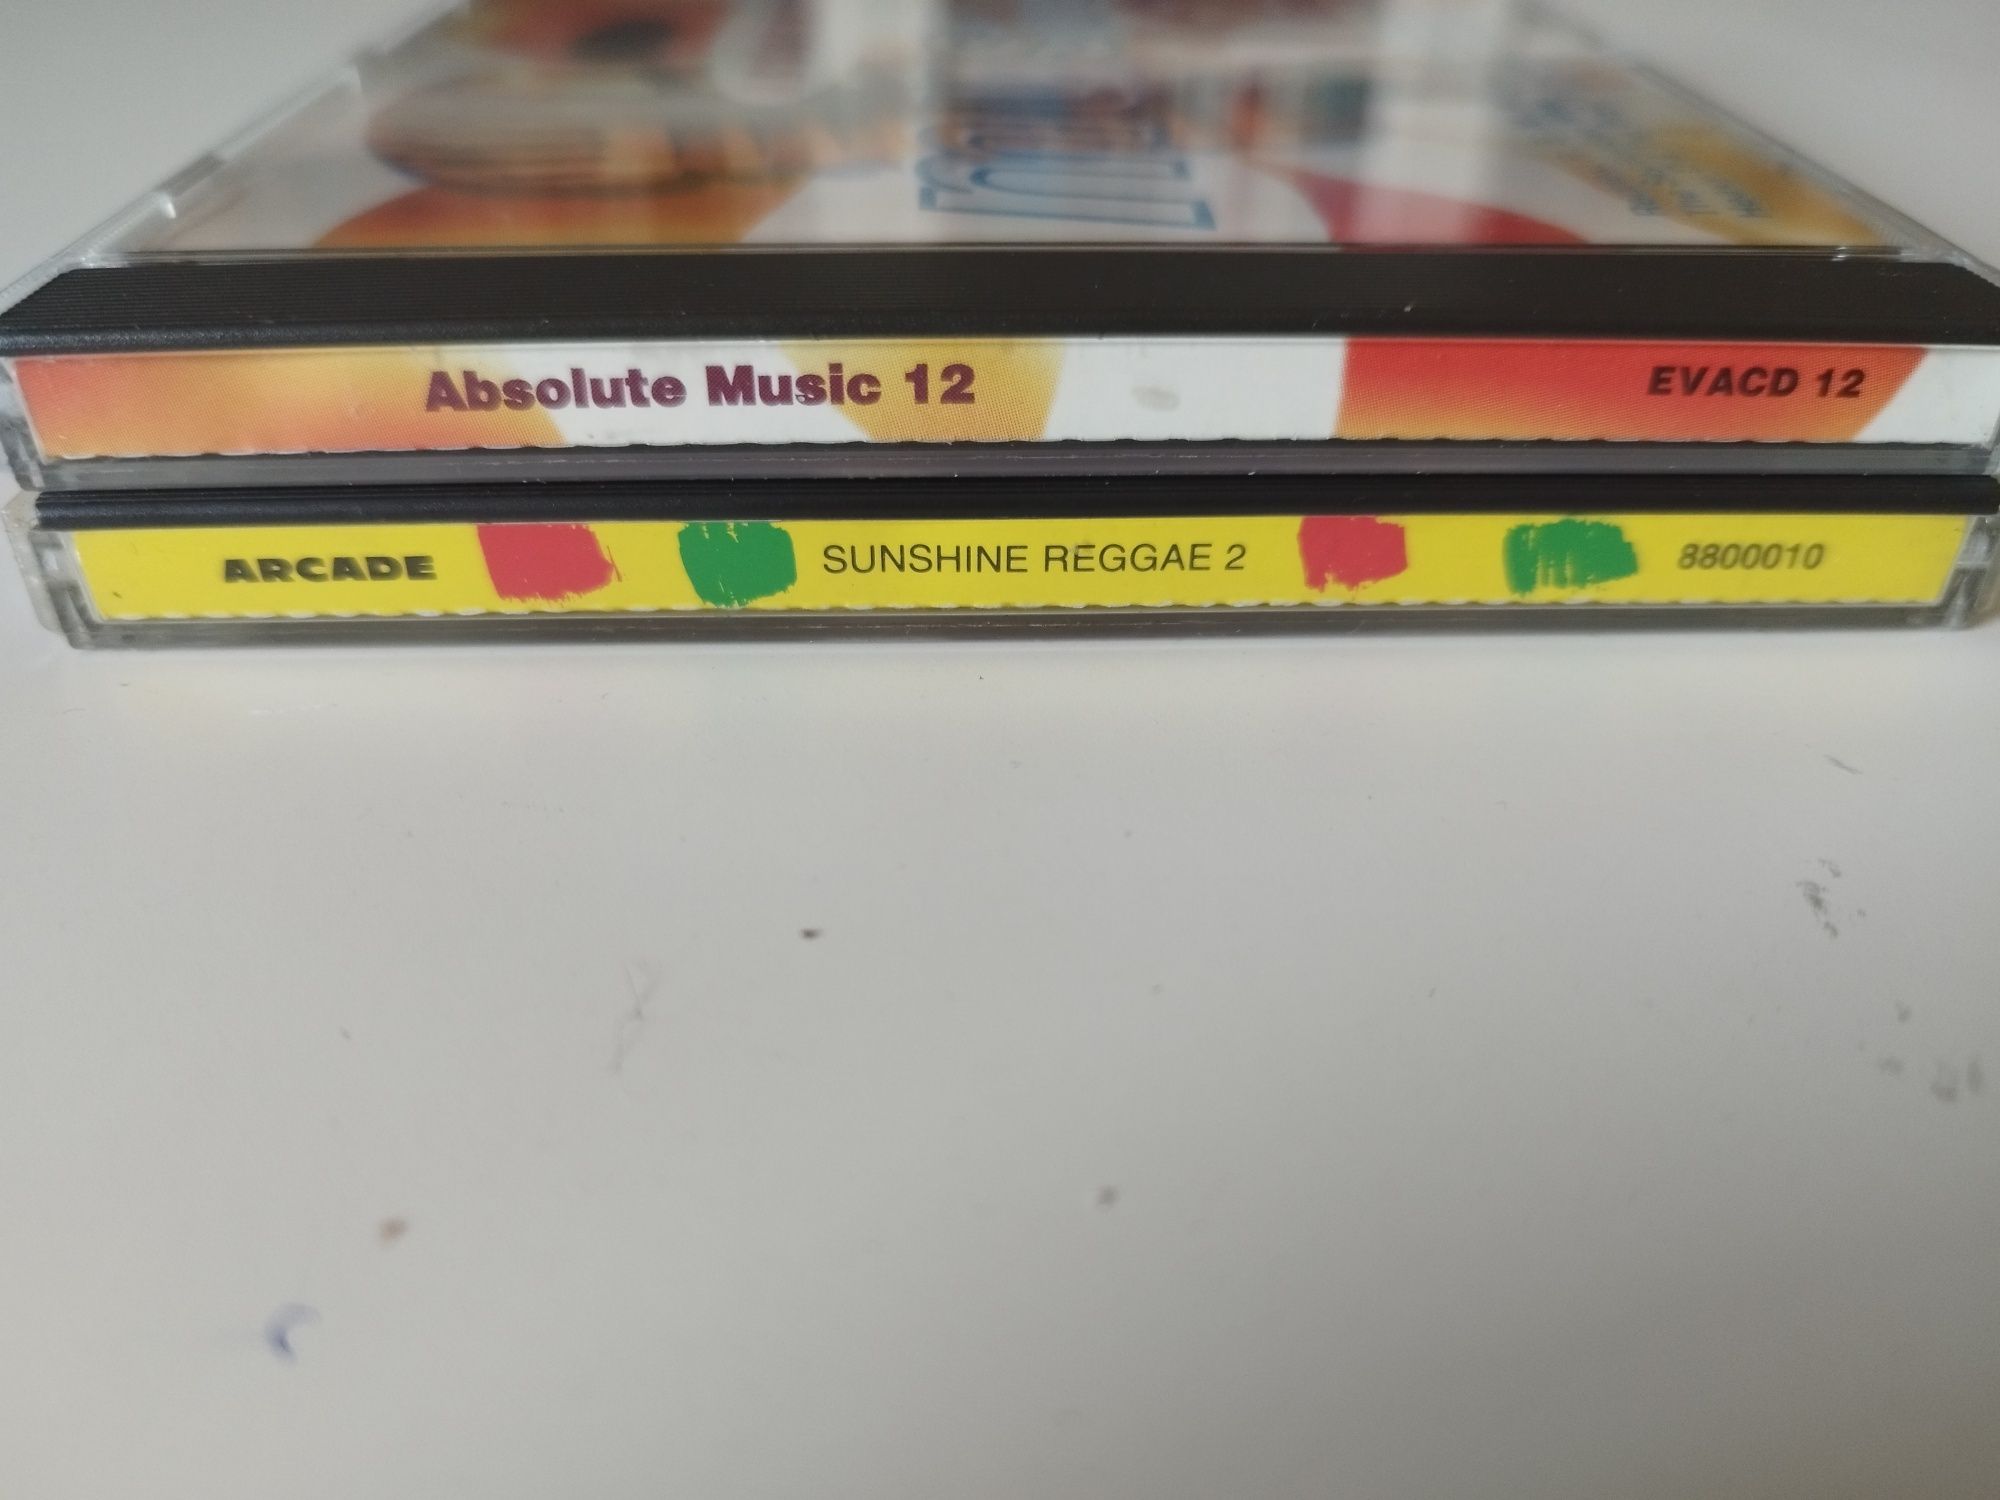 Absolute Music 12 EVACD 12
ARCADE SUNSHINE REGGAE 2 8800010